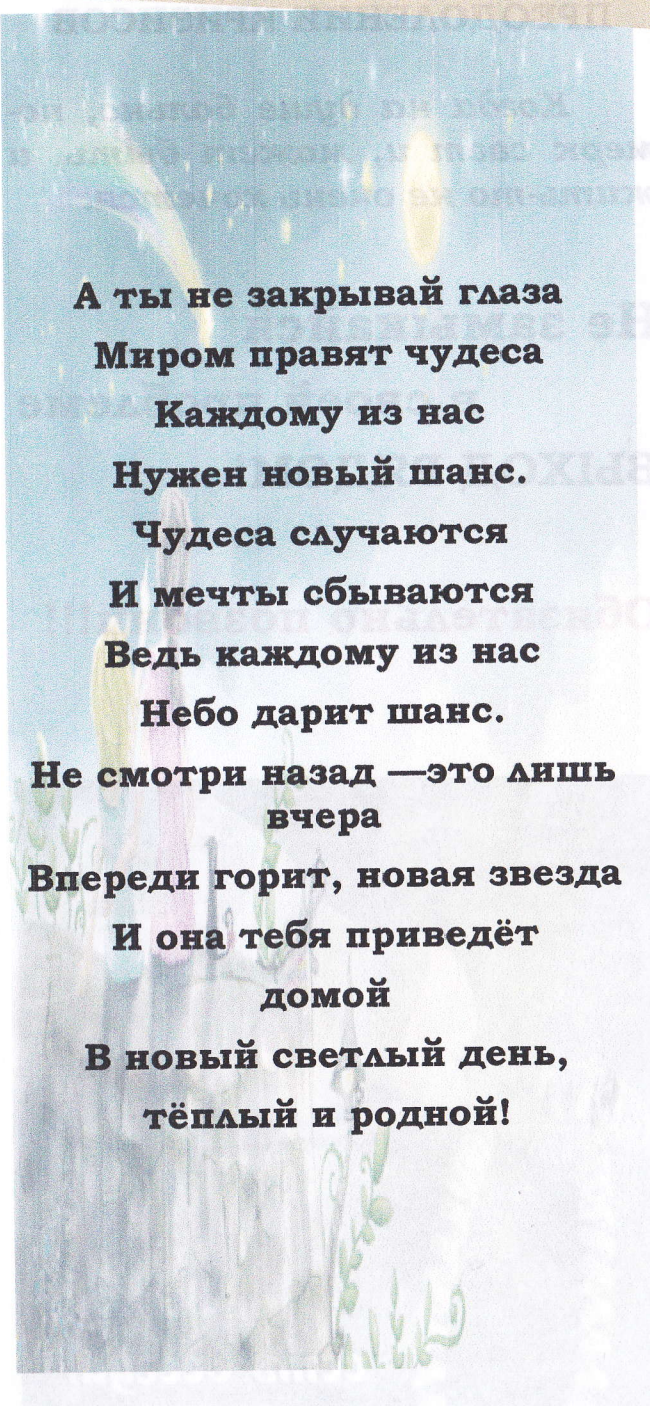 А ты не закрывай глаза
Миром правят чудеса
Каждому из нас
Нужен новый шанс.
Чудеса случаются
И мечты сбываются
Ведь каждому из нас
Небо дарит шанс.
Не смотри назад —это лишь
вчера
Впереди горит, новая звезда
И она тебя приведёт
домой
В новый светлый день,
тёплый и родной!